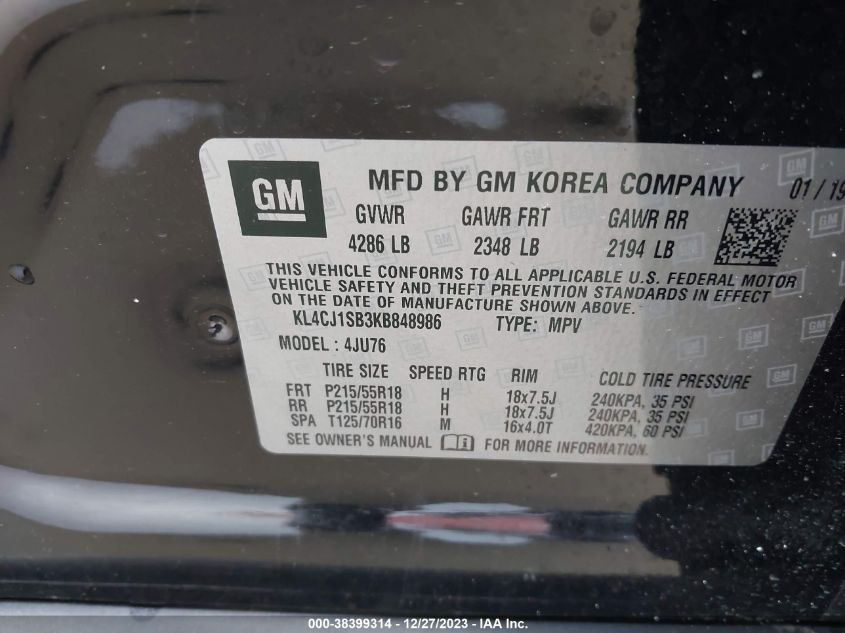 GM
MFD BY GM KOREA COMPANY 01/19
GVWR GAWR FRT GAWR RR
4286 LB 2348 LB 2194 LB
THIS VEHICLE CONFORMS TO ALL APPLICABLE U.S. FEDERAL MOTOR
VEHICLE SAFETY AND THEFT PREVENTION STANDARDS IN EFFECT
ON THE DATE OF MANUFACTURE SHOWN ABOVE.
KL4CJ1SB3KB848986 TYPE: MPV
MODEL: 4JU76
TIRE SIZE SPEED RTG RIM COLD TIRE PRESSURE
FRT P215/55R18 H 18x7.5J 240KPA, 35 PSI
RR P215/55R18 H 18x7.5J 240KPA, 35 PSI
SPA T125/70R16 M 16x4.0T 420KPA, 60 PSI
SEE OWNER'S MANUAL FOR MORE INFORMATION.
000-38399314 - 12/27/2023 - IAA Inc.